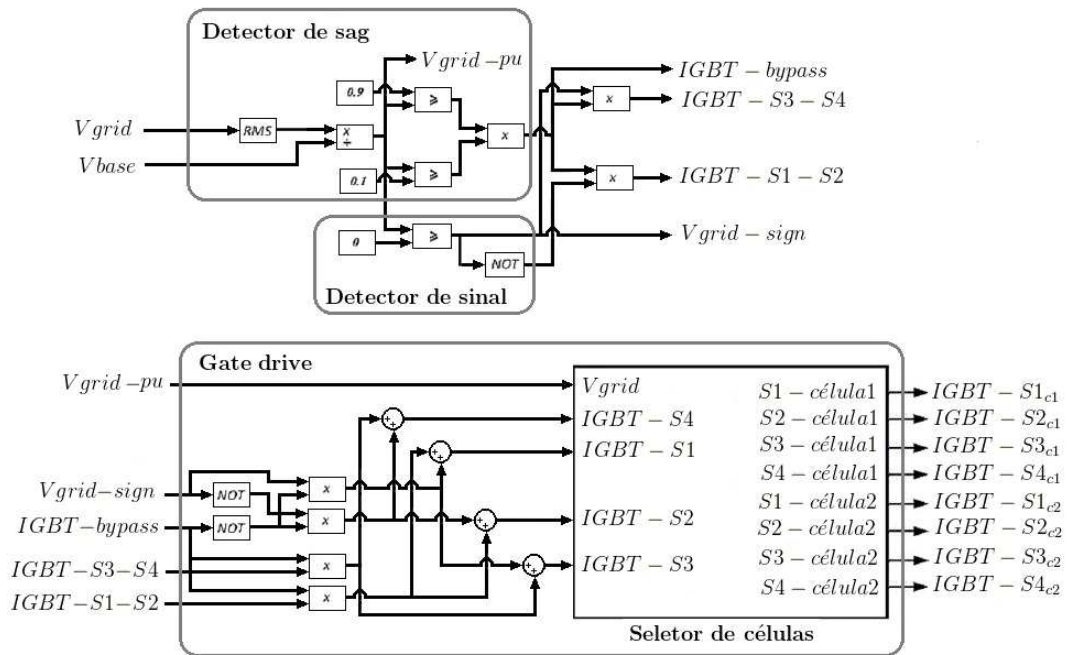 Detector de sag
Vgrid-pu
IGBT-bypass
0.9
≥
x
IGBT-S3-S4
Vgrid
RMS
x
÷
x
Vbase
0.1
≥
x
IGBT-S1-S2
0
≥
Vgrid-sign
NOT
Detector de sinal
Gate drive
Vgrid-pu
Vgrid
S1-célula1
IGBT-S1c1
IGBT-S4
S2-célula1
IGBT-S2c1
IGBT-S1
S3-célula1
IGBT-S3c1
S4-célula1
IGBT-S4c1
Vgrid-sign
NOT
x
S1-célula2
IGBT-S1c2
IGBT-bypass
NOT
x
IGBT-S2
S2-célula2
IGBT-S2c2
IGBT-S3-S4
x
IGBT-S3
S3-célula2
IGBT-S3c2
IGBT-S1-S2
x
S4-célula2
IGBT-S4c2
Seletor de células